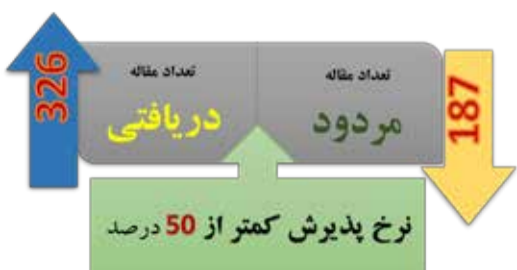 187
تعداد مقاله
مردود
تعداد مقاله
دریافتی
326
نرخ پذیرش کمتر از 50 درصد